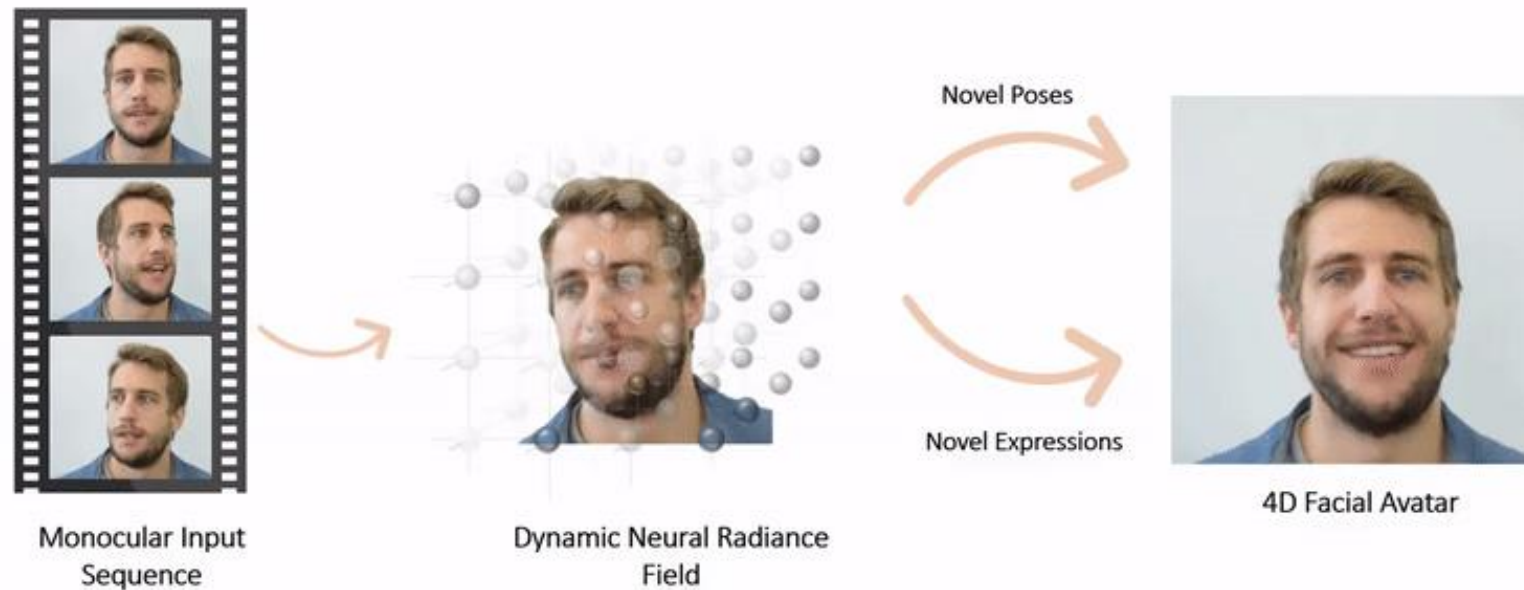 Novel Poses
Novel Expressions
4D Facial Avatar
Monocular Input
Sequence
Dynamic Neural Radiance
Field